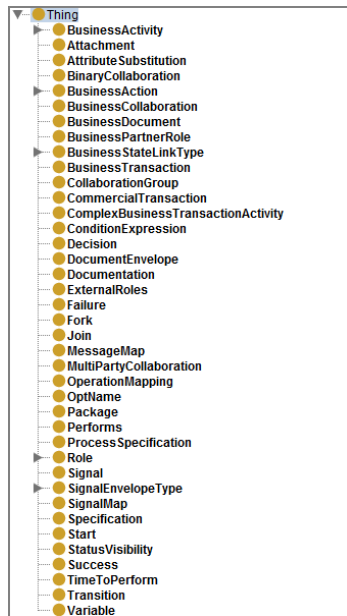 Thing
BusinessActivity
Attachment
AttributeSubstitution
BinaryCollaboration
BusinessAction
BusinessCollaboration
BusinessDocument
BusinessPartnerRole
BusinessStateLinkType
BusinessTransaction
CollaborationGroup
CommercialTransaction
ComplexBusinessTransactionActivity
ConditionExpression
Decision
DocumentEnvelope
Documentation
ExternalRoles
Failure
Fork
Join
MessageMap
MultiPartyCollaboration
OperationMapping
OptName
Package
Performs
ProcessSpecification
Role
Signal
SignalEnvelopeType
SignalMap
Specification
Start
StatusVisibility
Success
TimeToPerform
Transition
Variable